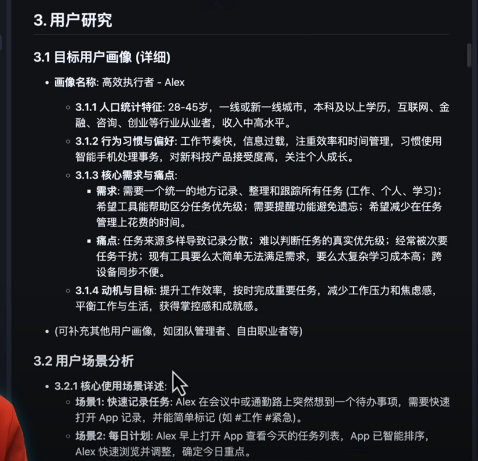 3. 用户研究
3.1 目标用户画像 (详细)
• 画像名称: 高效执行者 - Alex
◦ 3.1.1 人口统计特征: 28-45岁，一线或新一线城市，本科及以上学历，互联网、金
融、咨询、创业等行业从业者，收入中高水平。
◦ 3.1.2 行为习惯与偏好: 工作节奏快，信息过载，注重效率和时间管理，习惯使用
智能手机处理事务，对新科技产品接受度高，关注个人成长。
◦ 3.1.3 核心需求与痛点:
▪ 需求: 需要一个统一的地方记录、整理和跟踪所有任务 (工作、个人、学习)；
希望工具能帮助区分任务优先级；需要提醒功能避免遗忘；希望减少在任务
管理上花费的时间。
▪ 痛点: 任务来源多样导致记录分散；难以判断任务的真实优先级；经常被次要
任务干扰；现有工具要么太简单无法满足需求，要么太复杂学习成本高；跨
设备同步不便。
◦ 3.1.4 动机与目标: 提升工作效率，按时完成重要任务，减少工作压力和焦虑感，
平衡工作与生活，获得掌控感和成就感。
• (可补充其他用户画像，如团队管理者、自由职业者等)
3.2 用户场景分析
• 3.2.1 核心使用场景详述:
◦ 场景1: 快速记录任务: Alex 在会议中或通勤路上突然想到一个待办事项，需要快速
打开 App 记录，并能简单标记 (如 #工作 #紧急)。
◦ 场景2: 每日计划: Alex 早上打开 App 查看今天的任务列表，App 已智能排序，
Alex 快速浏览并调整，确定今日重点。